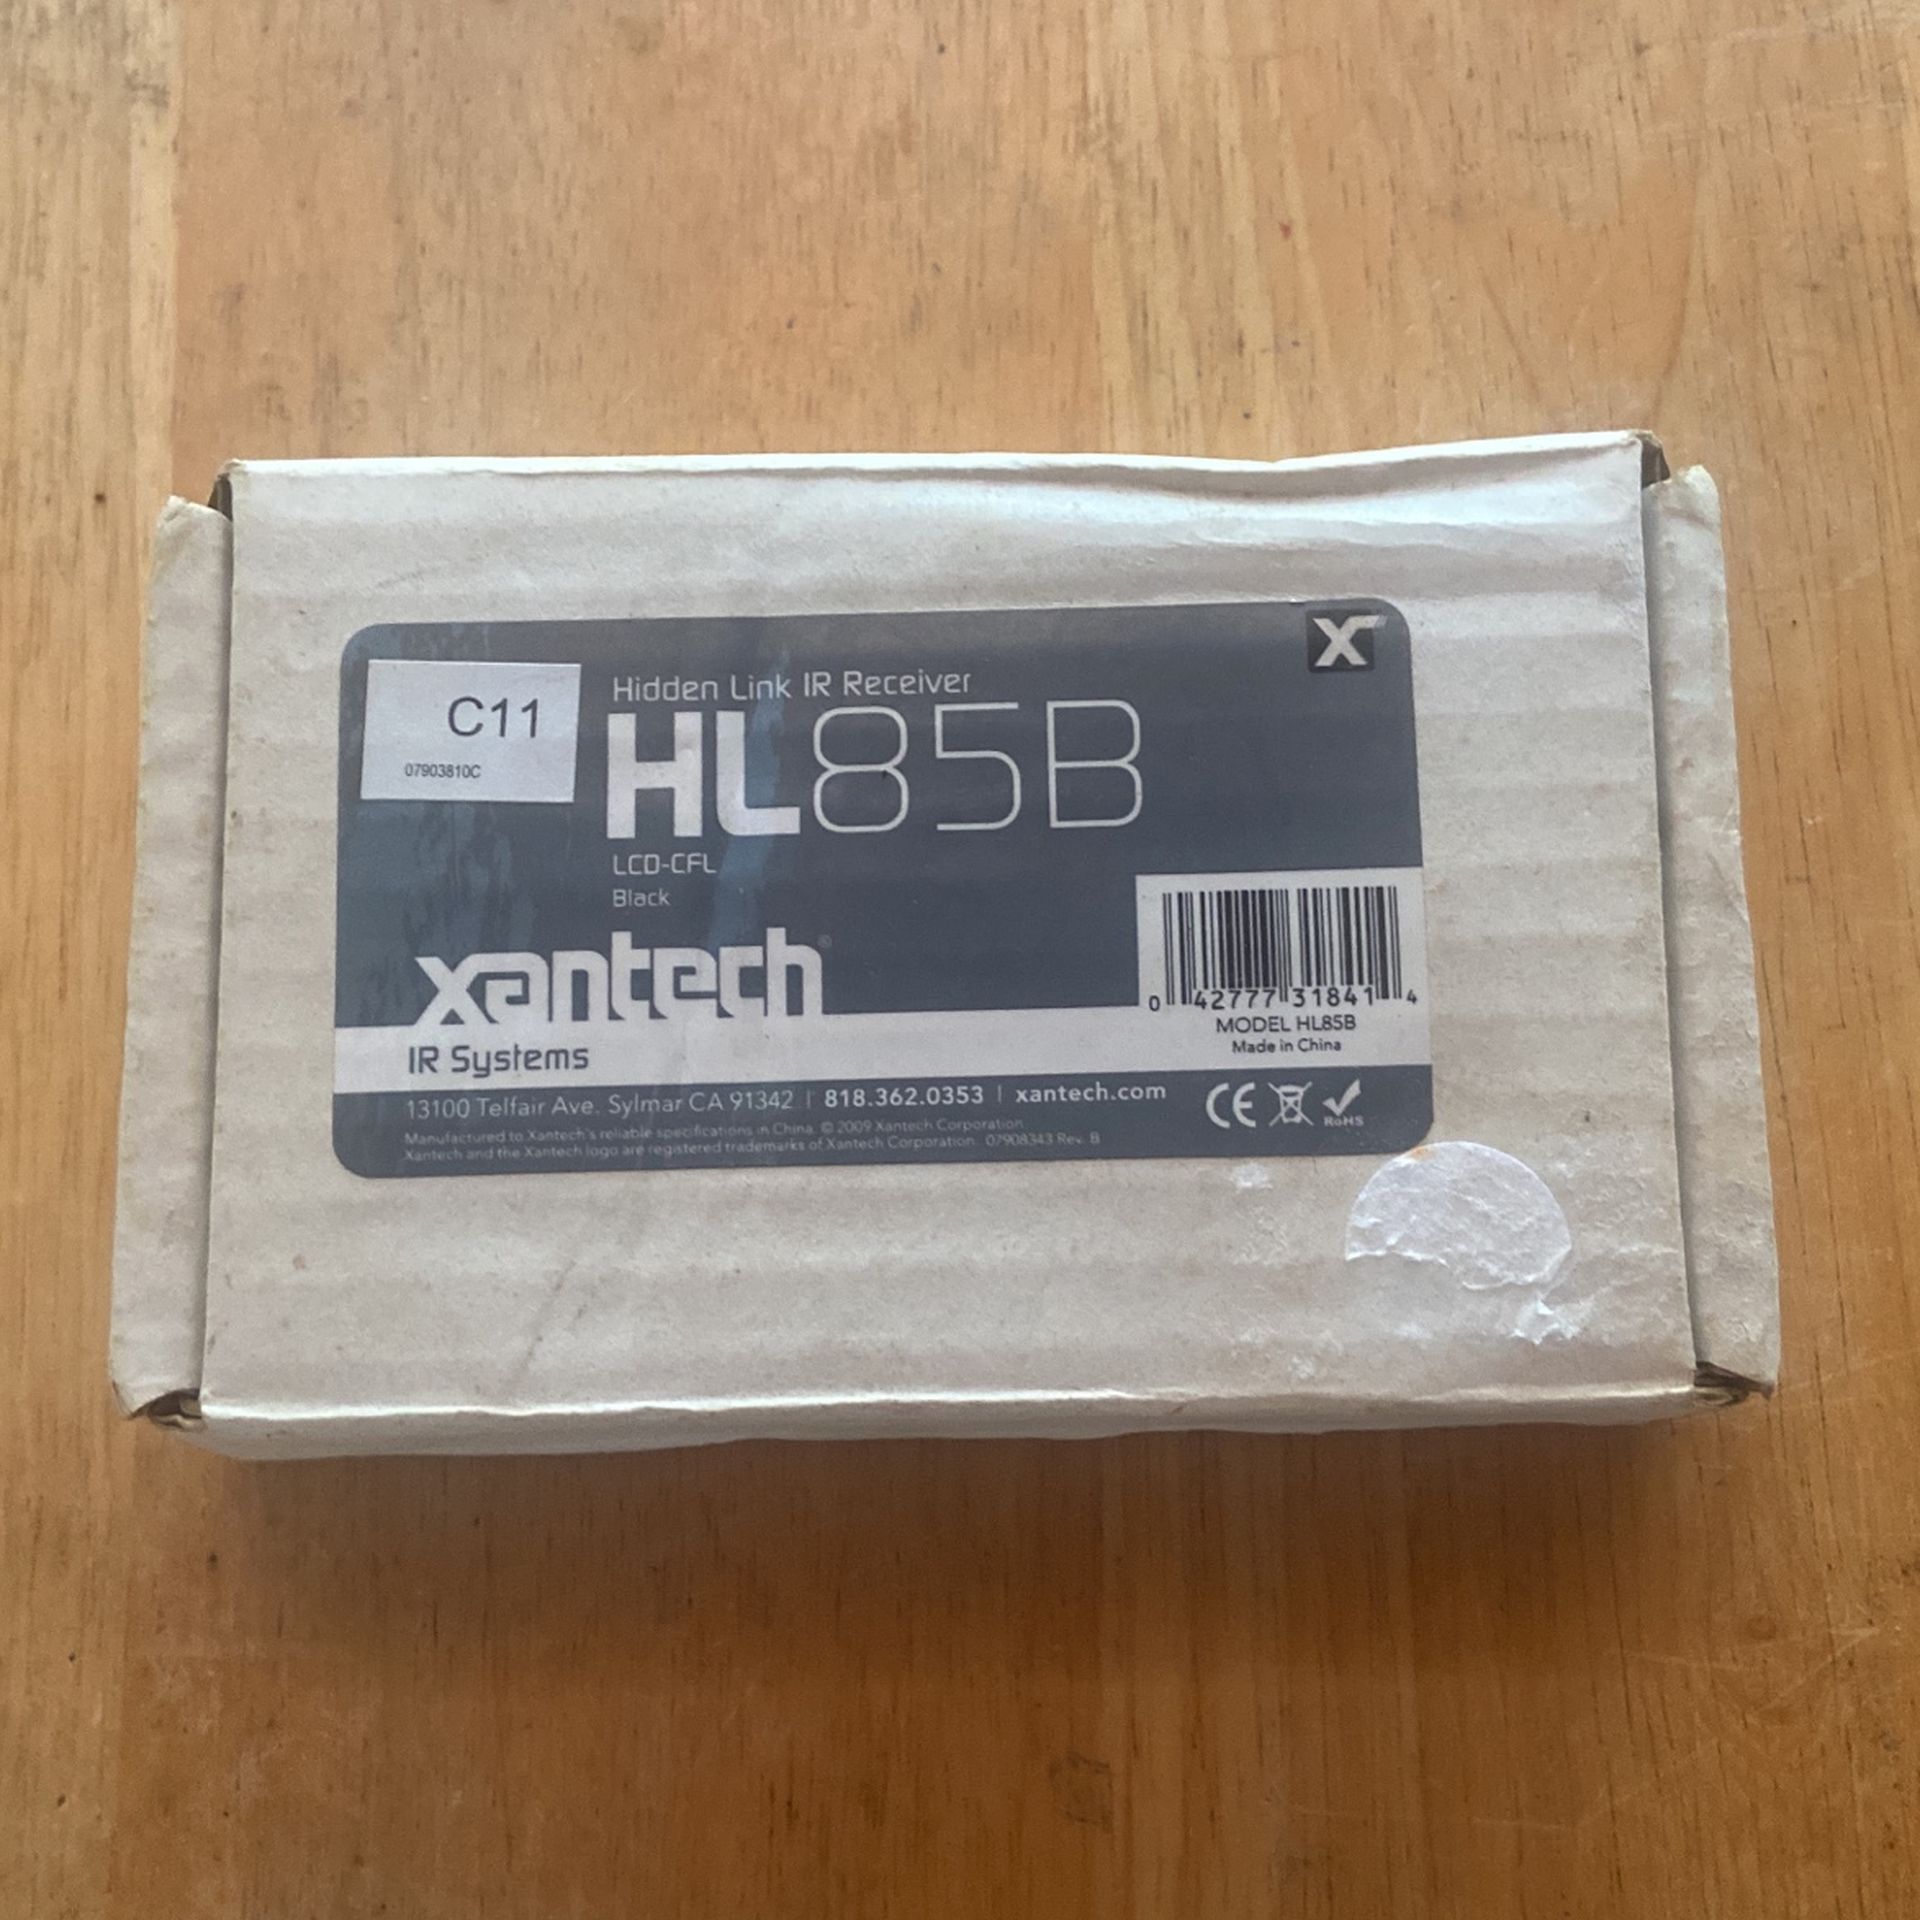 X
C11
07903810C
Hidden Link IR Receiver
HL85B
LCD-CFL
Black
xantech®
IR Systems
0 42777 31841 4
MODEL HL85B
Made in China
13100 Telfair Ave. Sylmar CA 91342 | 818.362.0353 | xantech.com
Manufactured to Xantech's reliable specifications in China. © 2009 Xantech Corporation
Xantech and the Xantech logo are registered trademarks of Xantech Corporation. 07908343 Rev. B
CE
RoHS